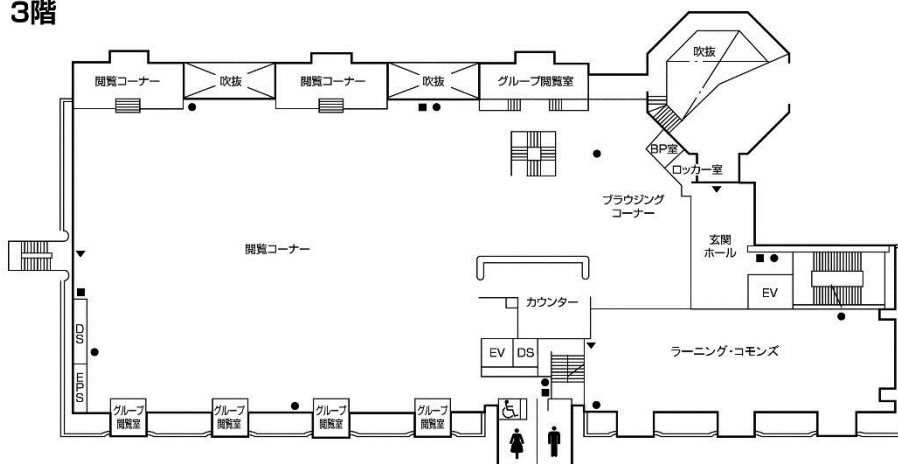 3階
閲覧コーナー
吹抜
閲覧コーナー
吹抜
グループ閲覧室
吹抜
BP室
ロッカー室
ブラウジング
コーナー
玄関
ホール
閲覧コーナー
EV
カウンター
DS
EPS
EV
DS
ラーニング・コモンズ
グループ
閲覧室
グループ
閲覧室
グループ
閲覧室
グループ
閲覧室